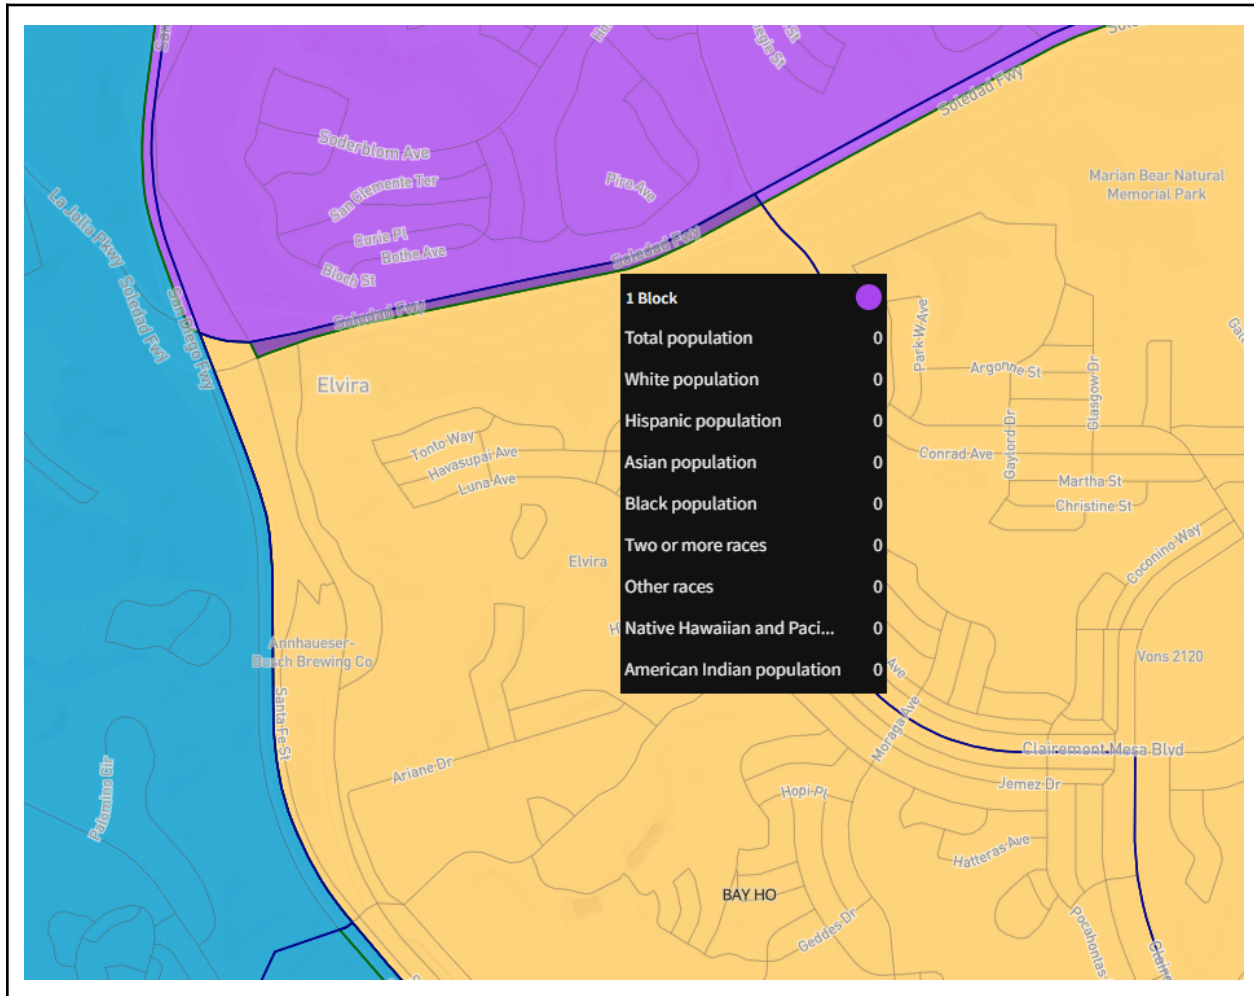 Soledad Fwy
Soderblom Ave
San Clemente Ter
Pire Ave
Marian Bear Natural
Memorial Park
La Jolla Pkwy
Curie Pl
Bothe Ave
Bloch St
Soledad Fwy
Soledad Fwy
Soledad Fwy
San Diego Fwy
1 Block
Total population 0
White population 0
Hispanic population 0
Asian population 0
Black population 0
Two or more races 0
Other races 0
Native Hawaiian and Paci... 0
American Indian population 0
Elvira
Park W Ave
Argonne St
Glasgow Dr
Gaylord Dr
Tonto Way
Havasupai Ave
Luna Ave
Conrad Ave
Martha St
Christine St
Coconino Way
Elvira
Annhaueser-
Busch Brewing Co
Vons 2120
Ave
Santa Fe St
Moraga Ave
Clairemont Mesa Blvd
Ariane Dr
Jemez Dr
Hopi Pl
Palomino Cir
Hatteras Ave
BAY HO
Geddes Dr
Pocahontas